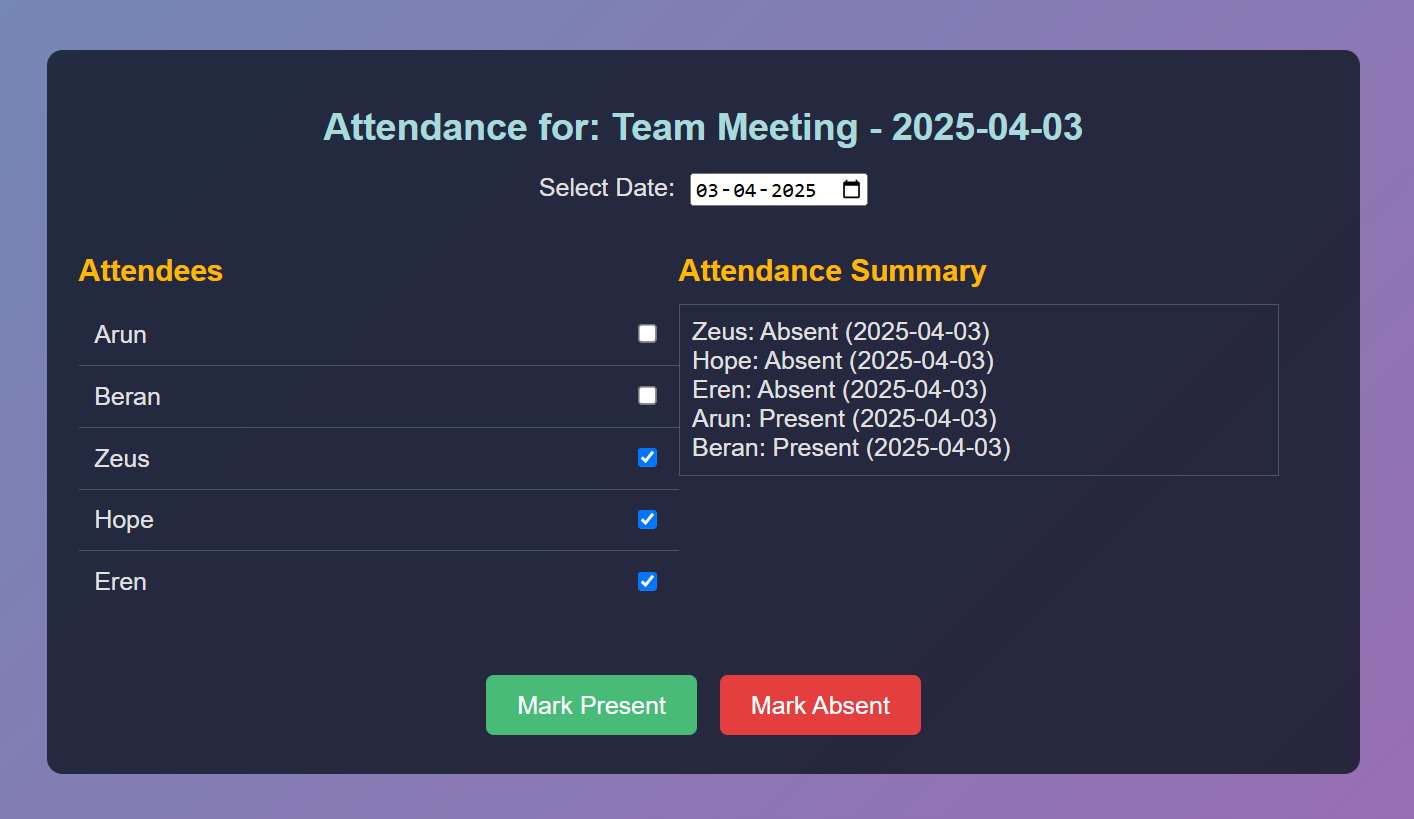 Attendance for: Team Meeting - 2025-04-03
Select Date: 03-04-2025
Attendees
Arun
Beran
Zeus
Hope
Eren
Attendance Summary
Zeus: Absent (2025-04-03)
Hope: Absent (2025-04-03)
Eren: Absent (2025-04-03)
Arun: Present (2025-04-03)
Beran: Present (2025-04-03)
Mark Present
Mark Absent